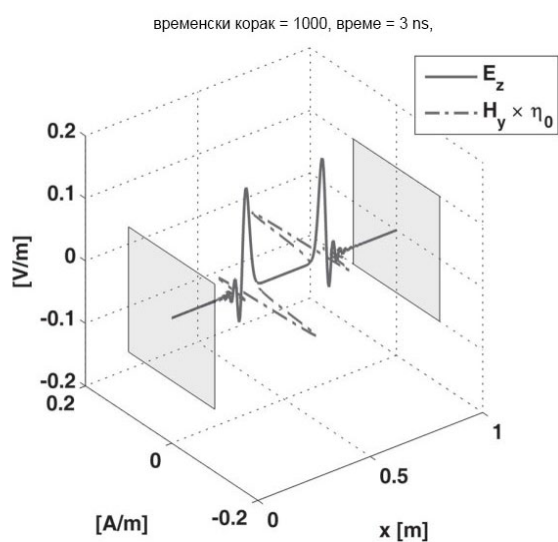 временски корак = 1000, време = 3 ns,
E_z
H_y × η_0
0.2
0.1
0
-0.1
-0.2
[V/m]
0.2
0
-0.2
[A/m]
0
0.5
1
x [m]